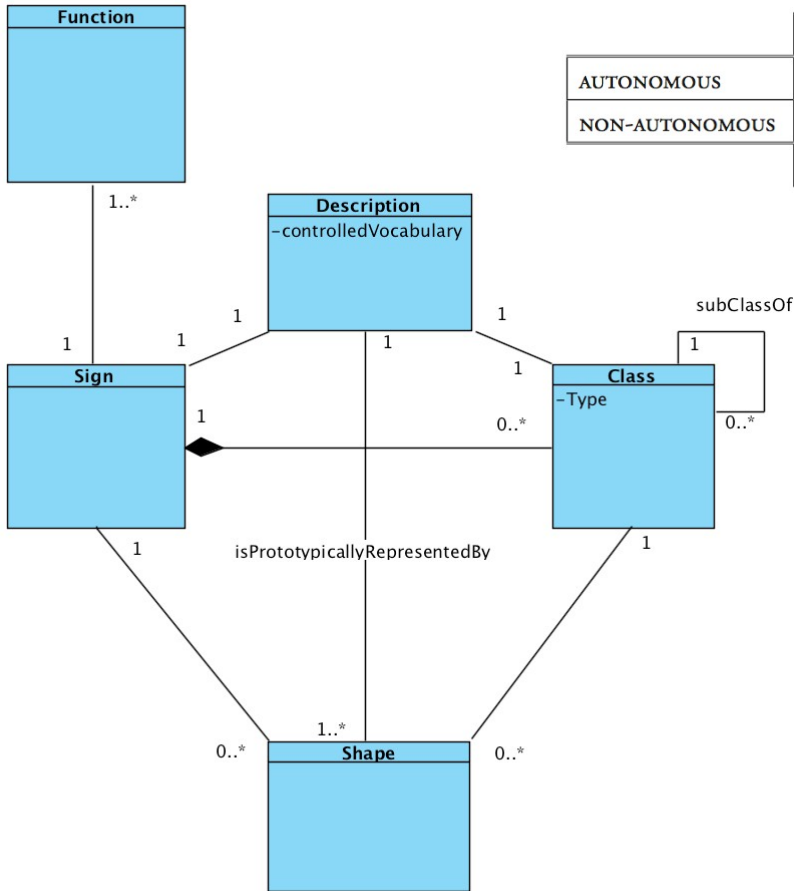 Function
AUTONOMOUS
NON-AUTONOMOUS
1..*
Description
-controlledVocabulary
subClassOf
1
1
1
1
1
1
1
Sign
Class
-Type
1
0..*
0..*
1
isPrototypicallyRepresentedBy
1
1..*
0..*
0..*
Shape